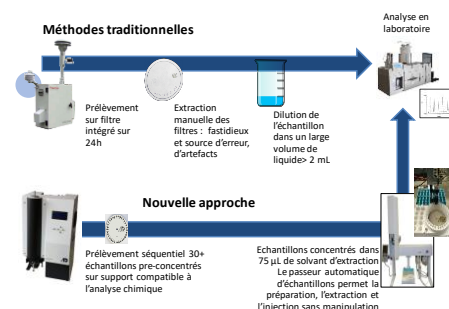 Méthodes traditionnelles
Analyse en
laboratoire
Prélèvement
sur filtre
intégré sur
24h
Extraction
manuelle des
filtres : fastidieux
et source d'erreur,
d'artefacts
Dilution de
l'échantillon
dans un large
volume de
liquide> 2 mL
Nouvelle approche
Prélèvement séquentiel 30+
échantillons pre-concentrés
sur support compatible à
l'analyse chimique
Echantillons concentrés dans
75 µL de solvant d'extraction
Le passeur automatique
d'échantillons permet la
préparation, l'extraction et
l'injection sans manipulation